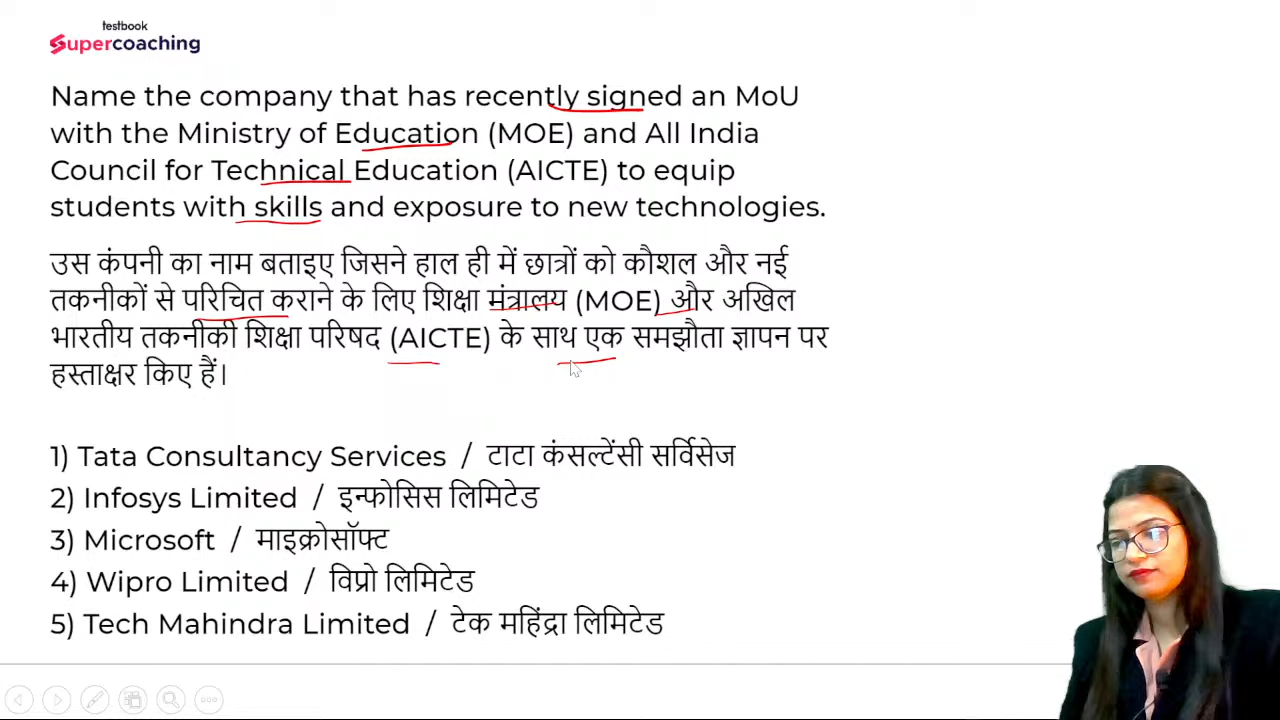 testbook
Supercoaching
Name the company that has recently signed an MoU
with the Ministry of Education (MOE) and All India
Council for Technical Education (AICTE) to equip
students with skills and exposure to new technologies.
उस कंपनी का नाम बताइए जिसने हाल ही में छात्रों को कौशल और नई
तकनीकों से परिचित कराने के लिए शिक्षा मंत्रालय (MOE) और अखिल
भारतीय तकनीकी शिक्षा परिषद (AICTE) के साथ एक समझौता ज्ञापन पर
हस्ताक्षर किए हैं।
1) Tata Consultancy Services / टाटा कंसल्टेंसी सर्विसेज
2) Infosys Limited / इन्फोसिस लिमिटेड
3) Microsoft / माइक्रोसॉफ्ट
4) Wipro Limited / विप्रो लिमिटेड
5) Tech Mahindra Limited / टेक महिंद्रा लिमिटेड